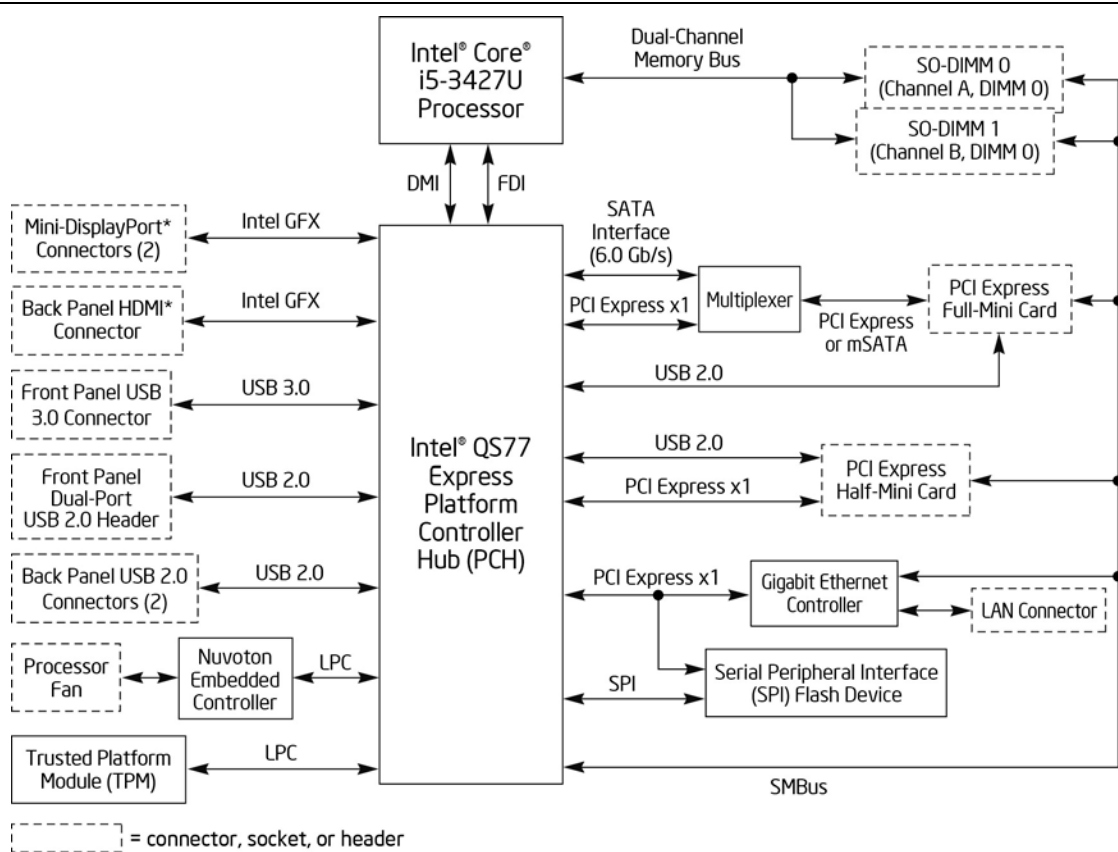 Intel® Core®
i5-3427U
Processor
Dual-Channel
Memory Bus
SO-DIMM 0
(Channel A, DIMM 0)
SO-DIMM 1
(Channel B, DIMM 0)
DMI
FDI
Mini-DisplayPort*
Connectors (2)
Intel GFX
Back Panel HDMI*
Connector
Intel GFX
Front Panel USB
3.0 Connector
USB 3.0
Front Panel
Dual-Port
USB 2.0 Header
USB 2.0
Back Panel USB 2.0
Connectors (2)
USB 2.0
Processor
Fan
Nuvoton
Embedded
Controller
LPC
Trusted Platform
Module (TPM)
LPC
Intel® QS77
Express
Platform
Controller
Hub (PCH)
SATA
Interface
(6.0 Gb/s)
PCI Express x1
Multiplexer
PCI Express
or mSATA
PCI Express
Full-Mini Card
USB 2.0
USB 2.0
PCI Express x1
PCI Express
Half-Mini Card
PCI Express x1
Gigabit Ethernet
Controller
LAN Connector
SPI
Serial Peripheral Interface
(SPI) Flash Device
SMBus
= connector, socket, or header